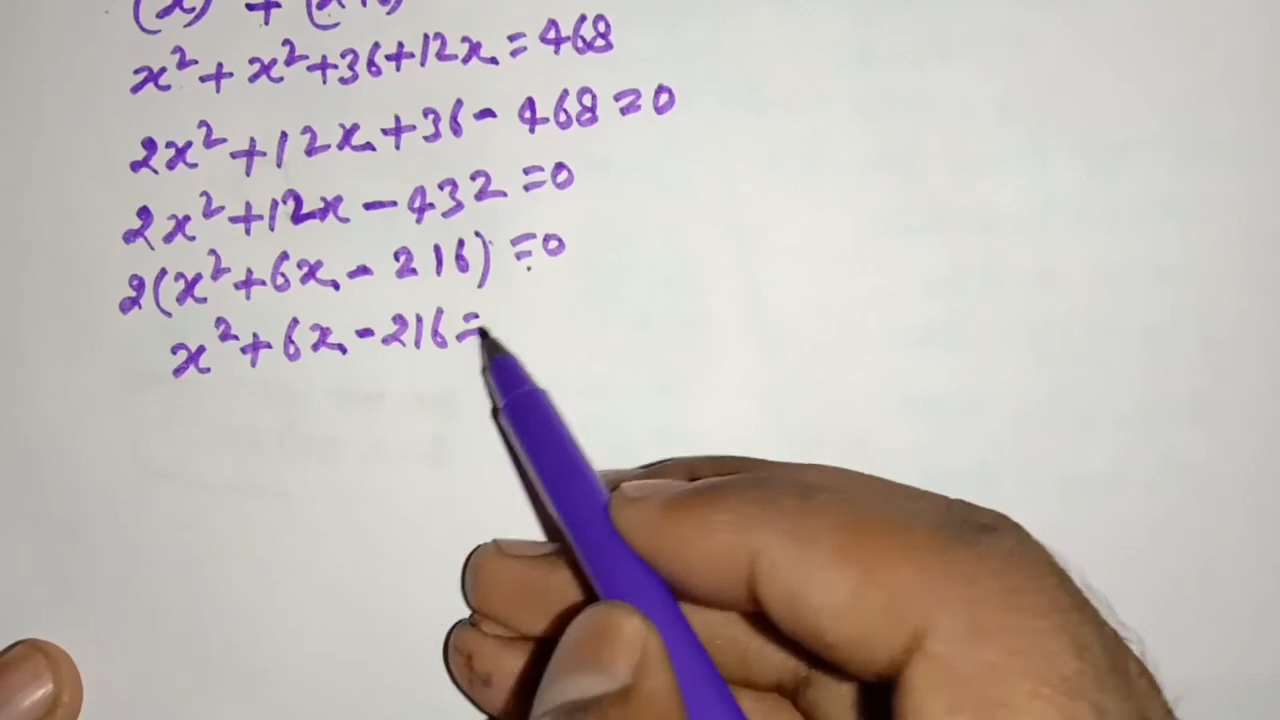 x²+x²+36+12x=468
2x²+12x+36-468=0
2x²+12x-432=0
2(x²+6x-216)=0
x²+6x-216=